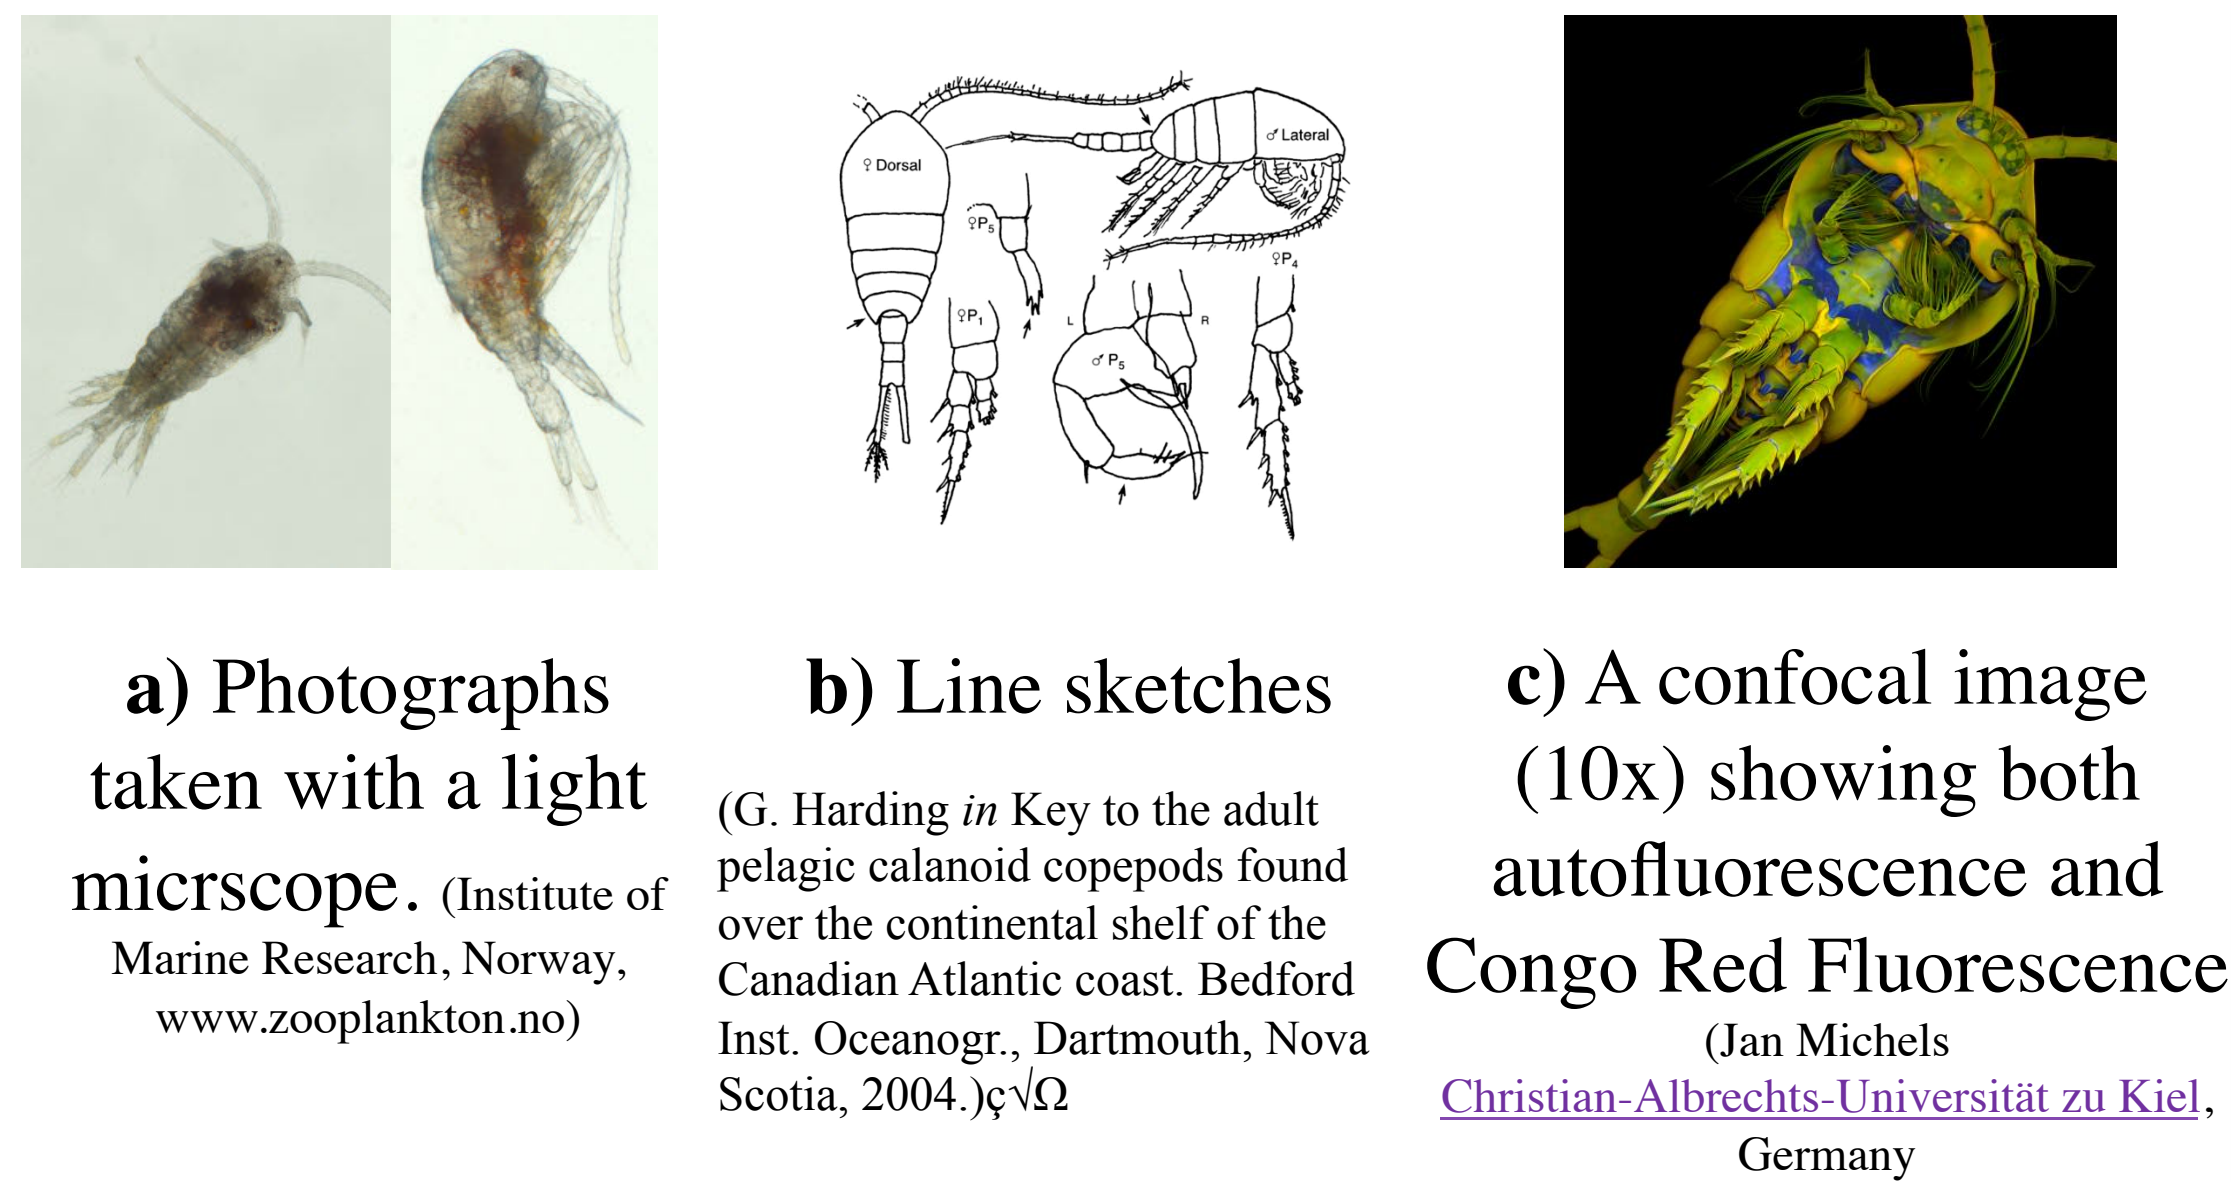 ♀ Dorsal
♂ Lateral
♀P5
♀P4
♀P1
L
R
♂ P5
a) Photographs
taken with a light
micrscope. (Institute of
Marine Research, Norway,
www.zooplankton.no)
b) Line sketches
(G. Harding in Key to the adult
pelagic calanoid copepods found
over the continental shelf of the
Canadian Atlantic coast. Bedford
Inst. Oceanogr., Dartmouth, Nova
Scotia, 2004.)ç√Ω
c) A confocal image
(10x) showing both
autofluorescence and
Congo Red Fluorescence
(Jan Michels
Christian-Albrechts-Universität zu Kiel,
Germany